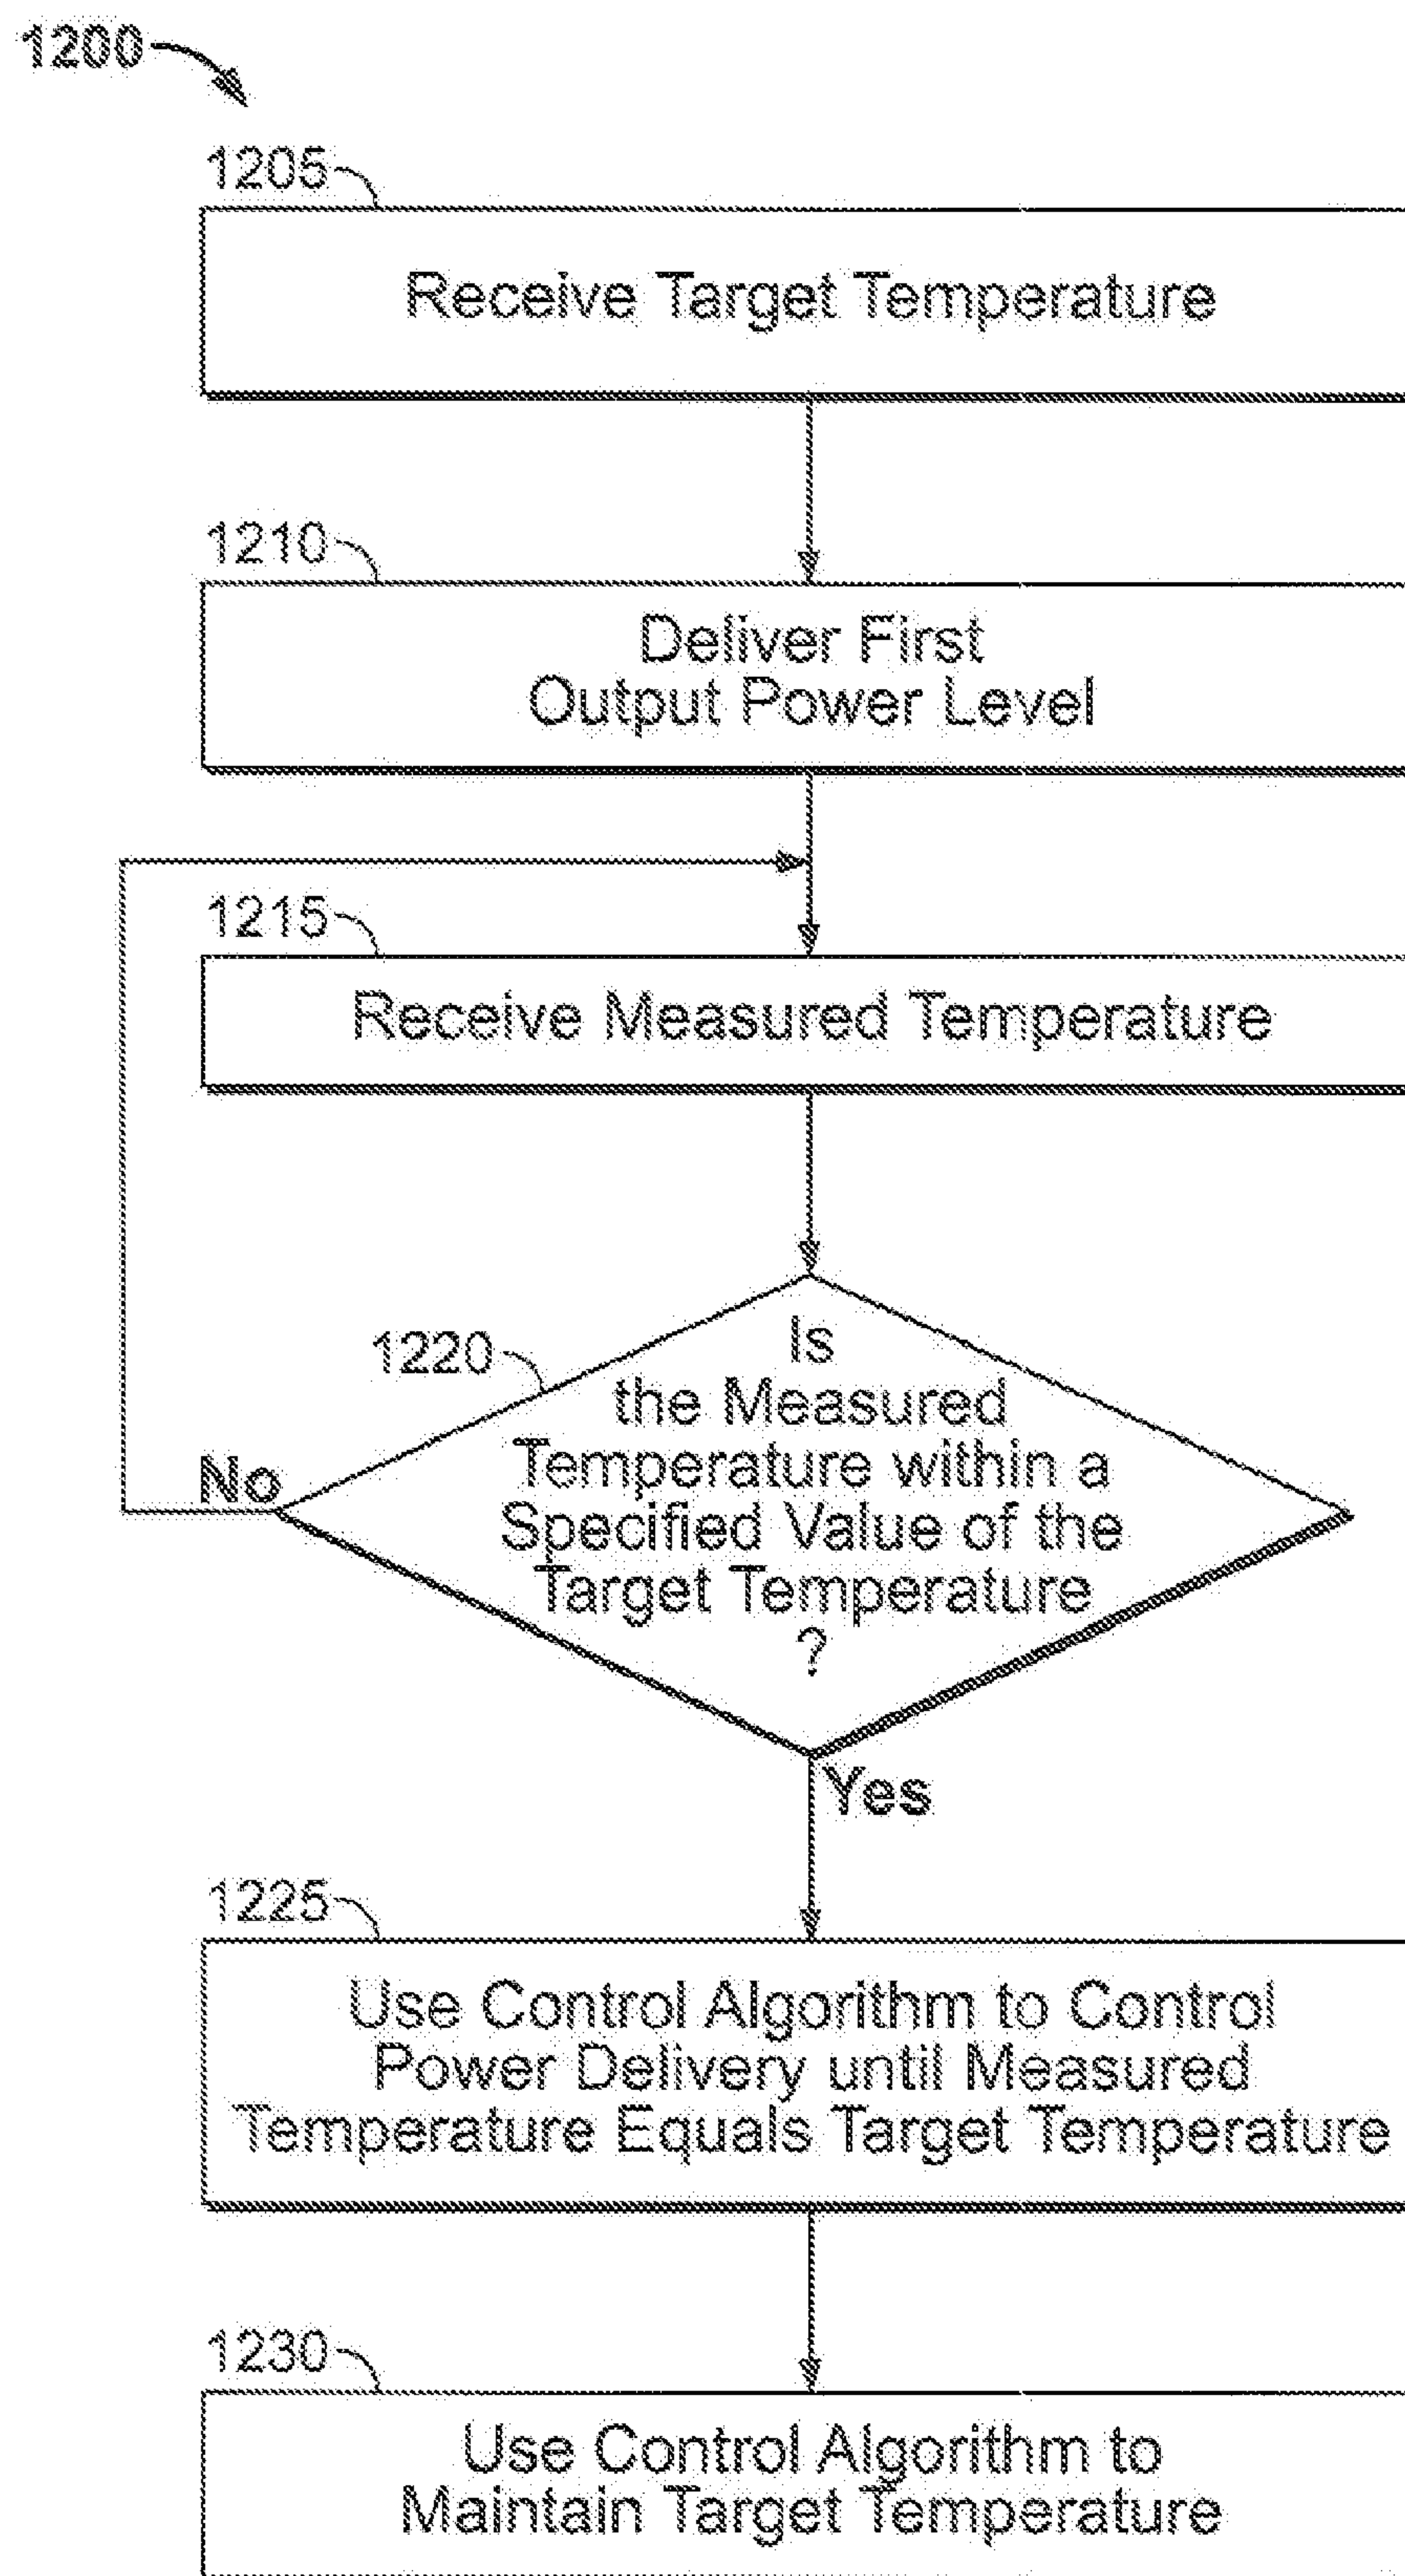 1200
1205
Receive Target Temperature
1210
Deliver First
Output Power Level
1215
Receive Measured Temperature
1220
Is
the Measured
Temperature within a
Specified Value of the
Target Temperature
?
No
Yes
1225
Use Control Algorithm to Control
Power Delivery until Measured
Temperature Equals Target Temperature
1230
Use Control Algorithm to
Maintain Target Temperature